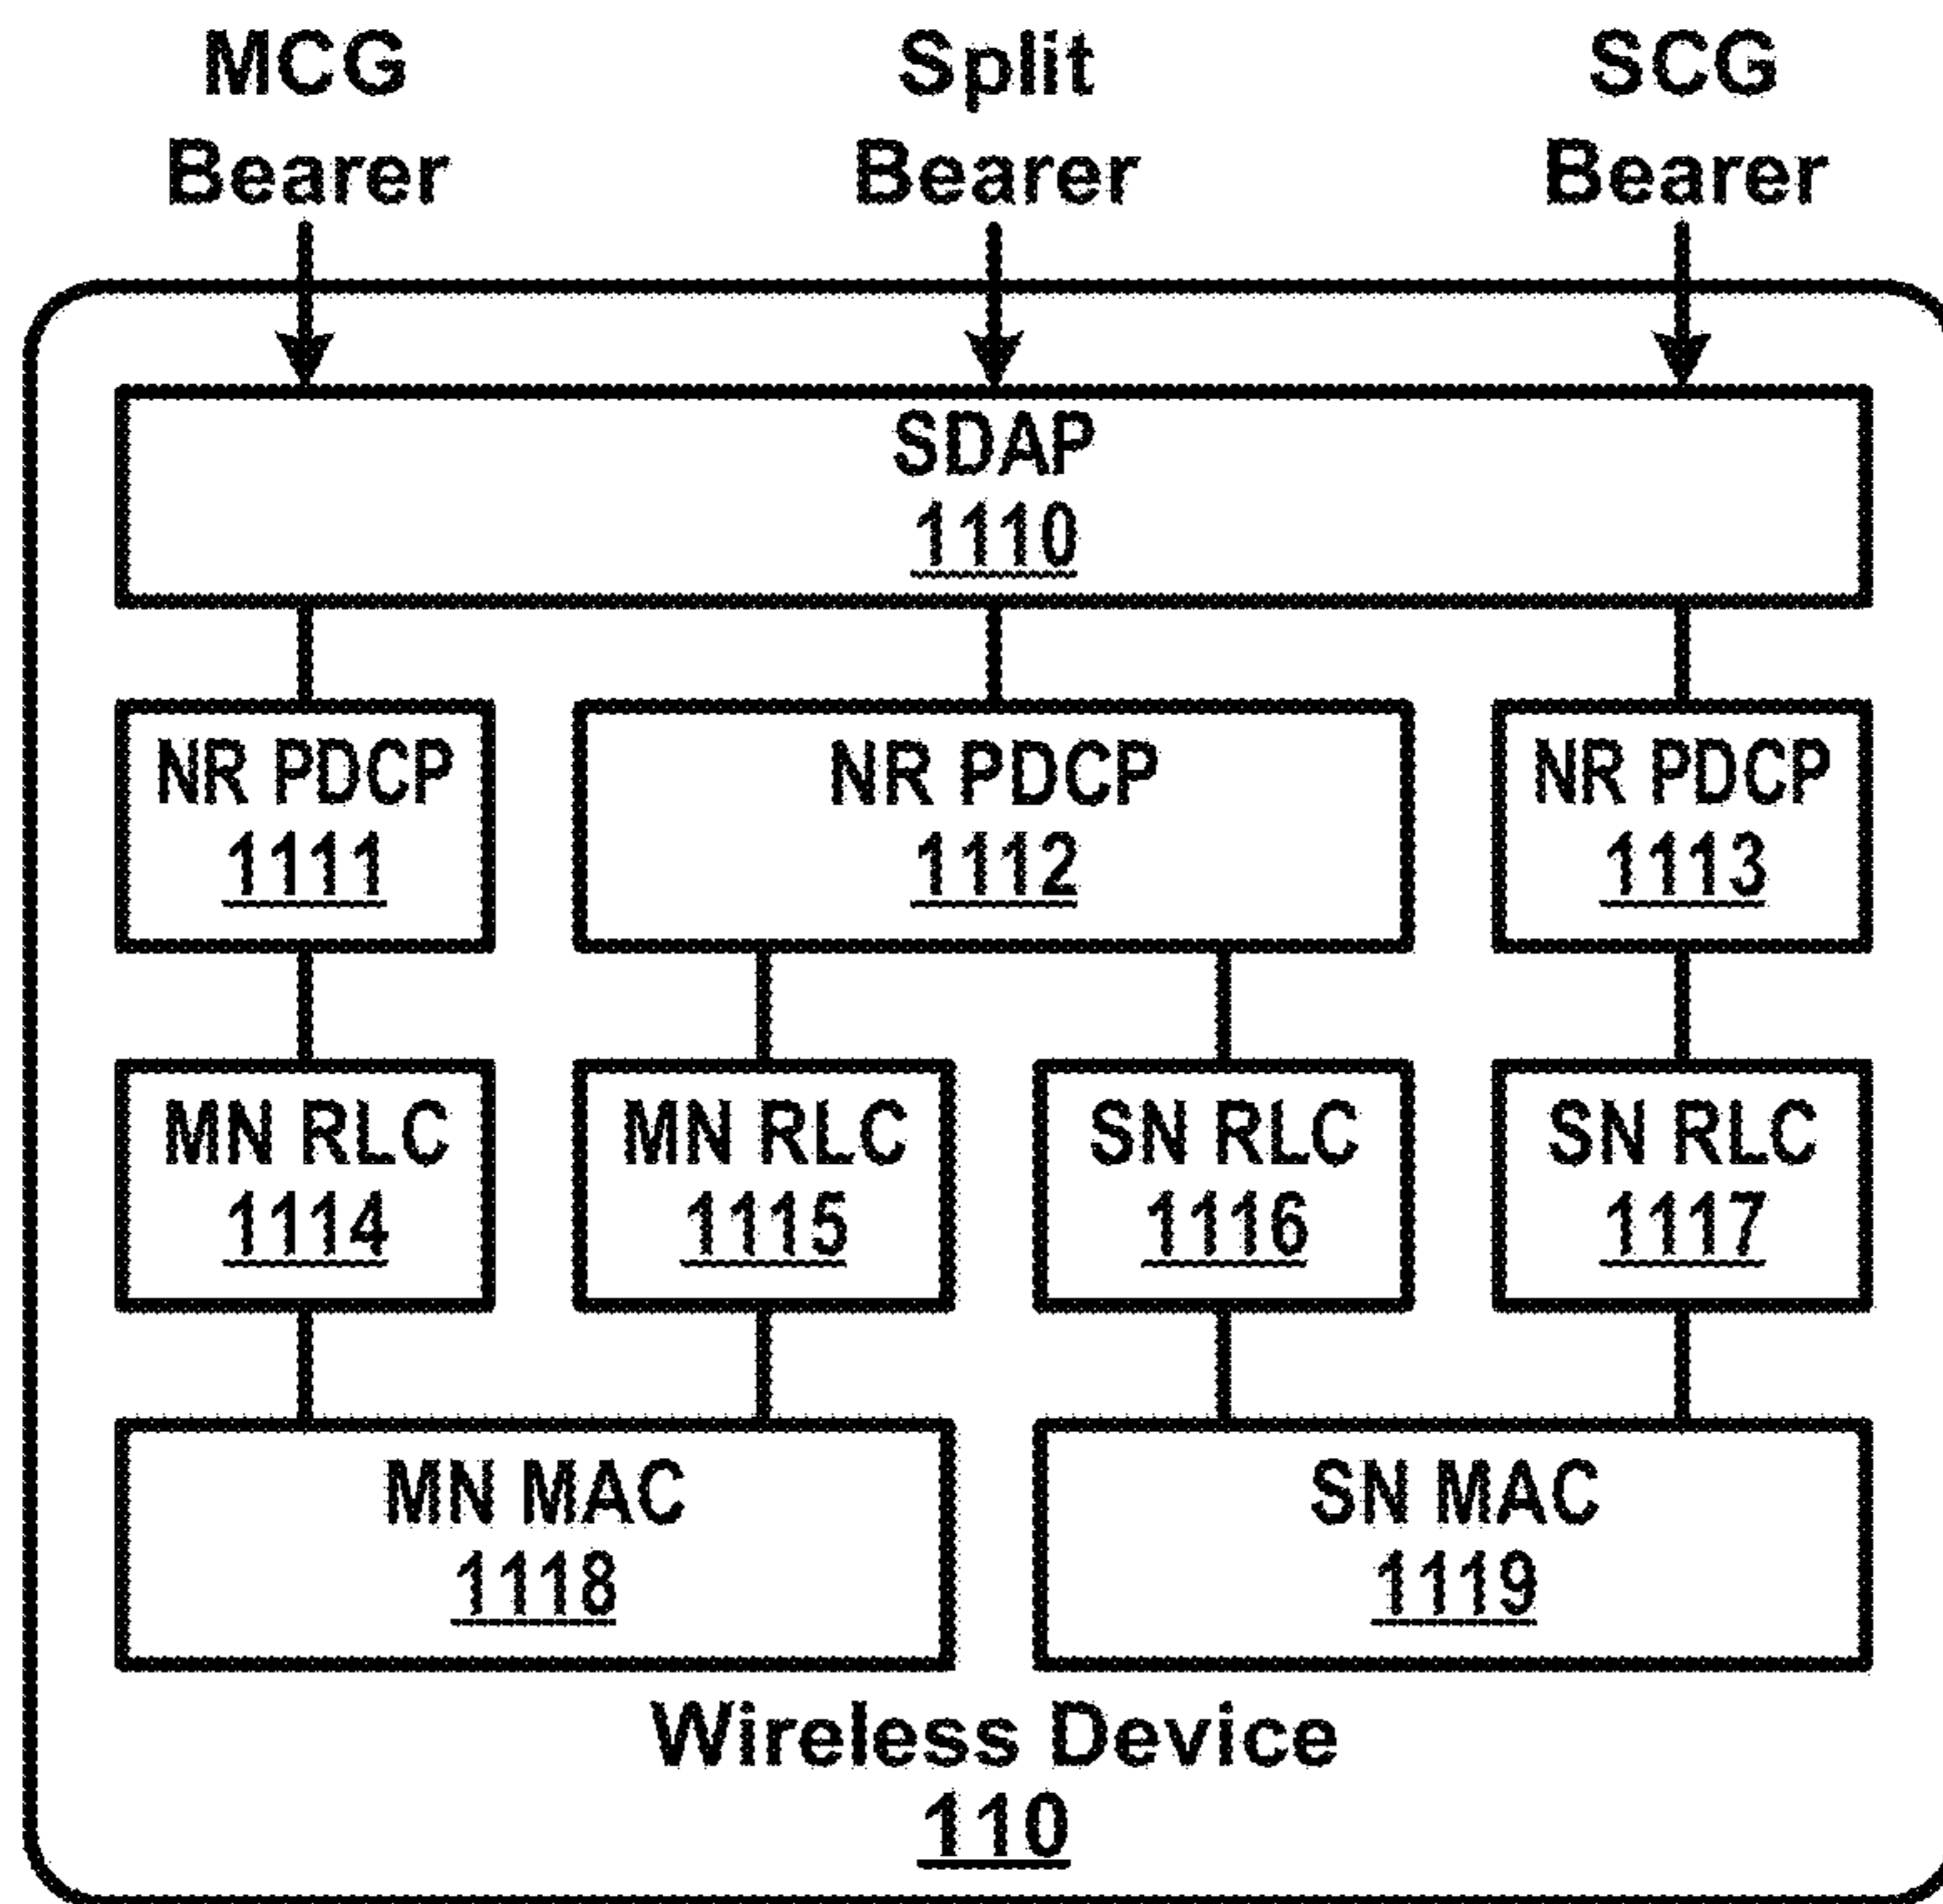 MCG Bearer
Split Bearer
SCG Bearer
SDAP
1110
NR PDCP
1111
NR PDCP
1112
NR PDCP
1113
MN RLC
1114
MN RLC
1115
SN RLC
1116
SN RLC
1117
MN MAC
1118
SN MAC
1119
Wireless Device
110